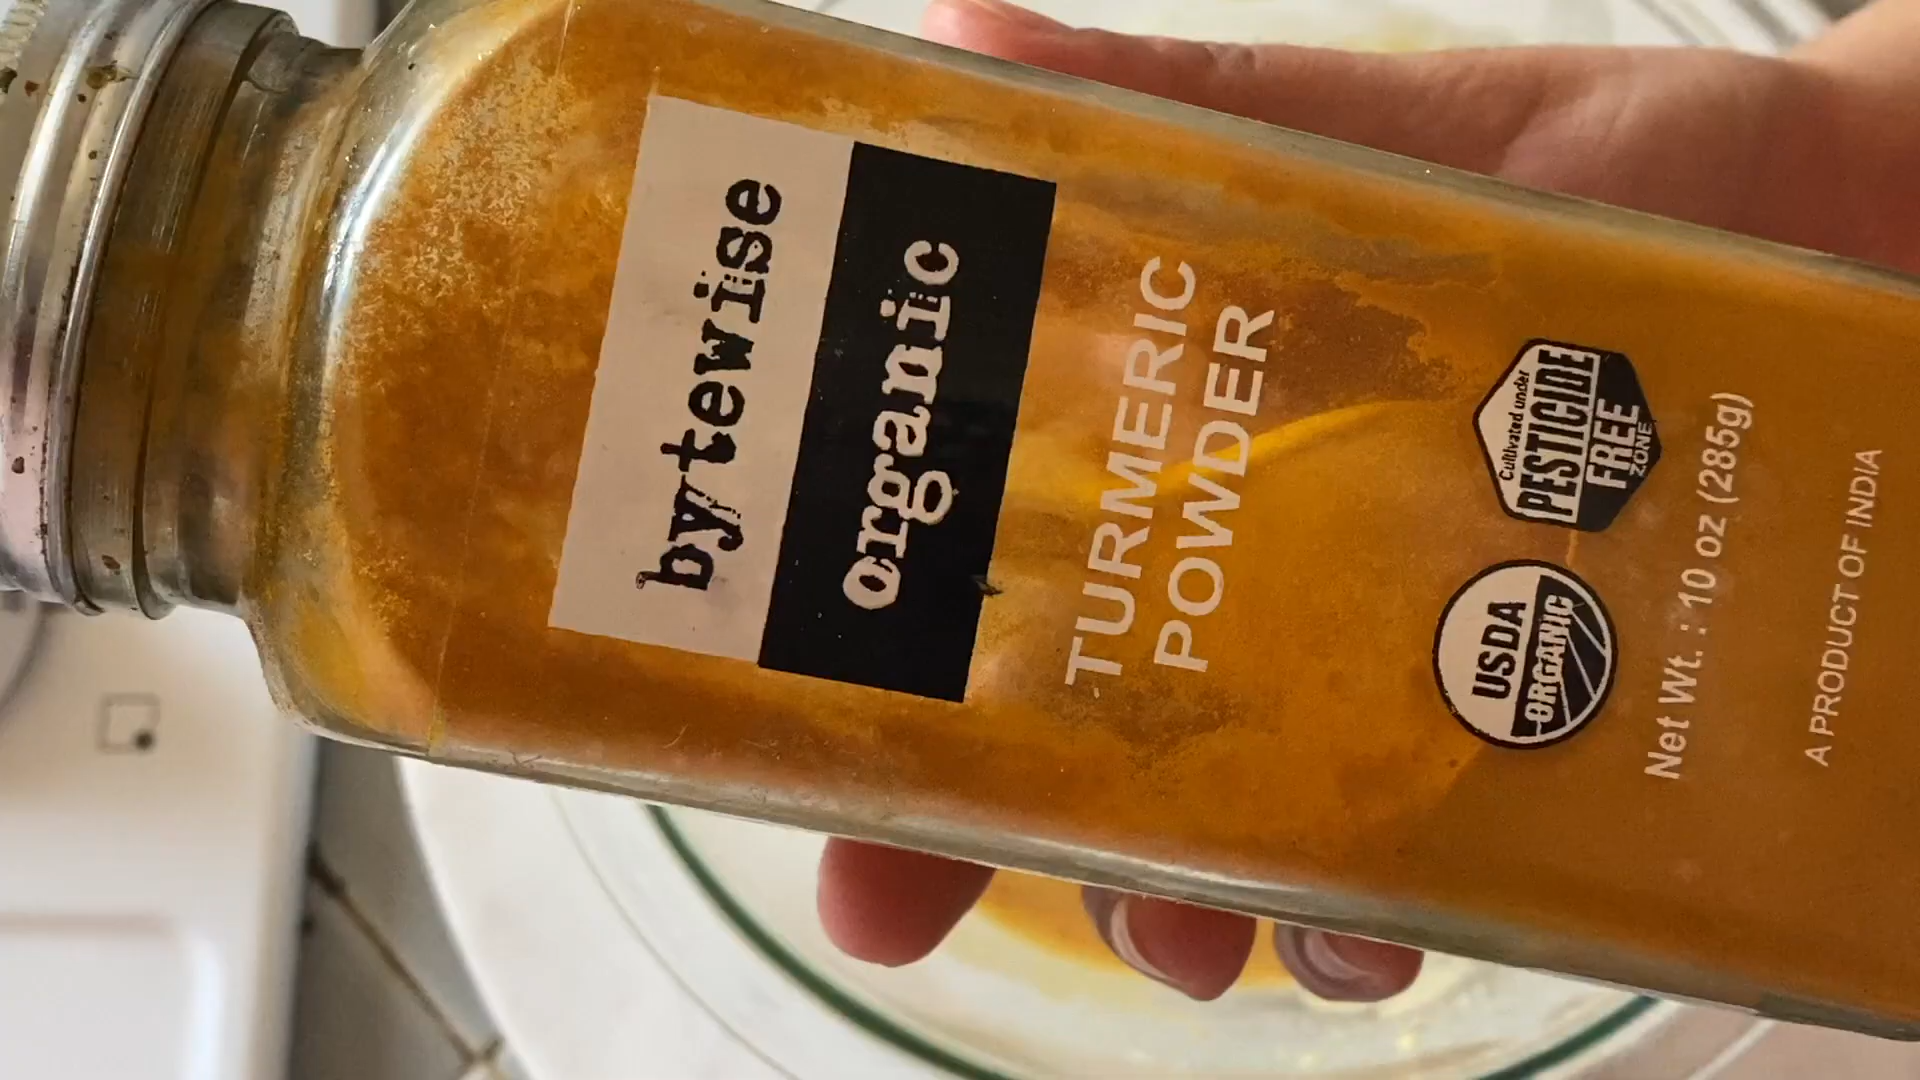 bytewise
organic
TURMERIC
POWDER
USDA
ORGANIC
Cultivated under
PESTICIDE
FREE
ZONE
Net Wt. : 10 oz (285g)
A PRODUCT OF INDIA